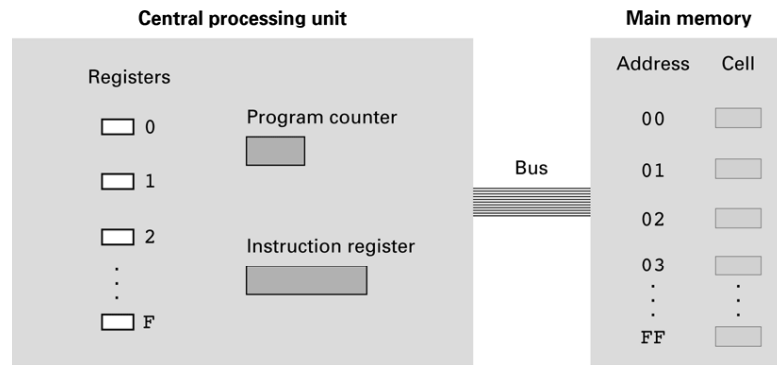 Central processing unit
Main memory
Registers
0
1
2
F
Program counter
Instruction register
Bus
Address Cell
00
01
02
03
FF